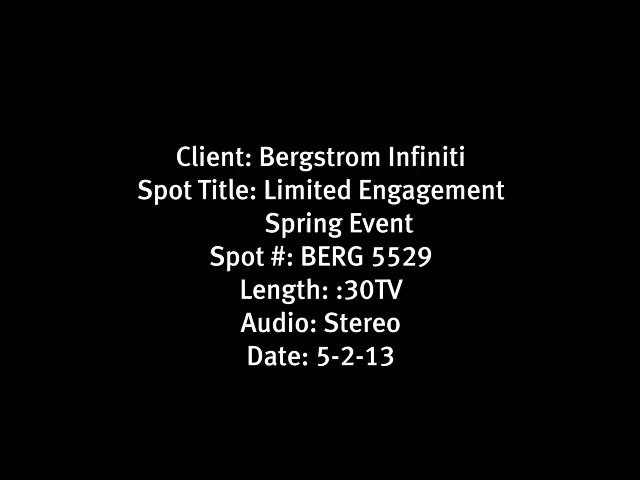 Client: Bergstrom Infiniti
Spot Title: Limited Engagement
Spring Event
Spot #: BERG 5529
Length: :30TV
Audio: Stereo
Date: 5-2-13